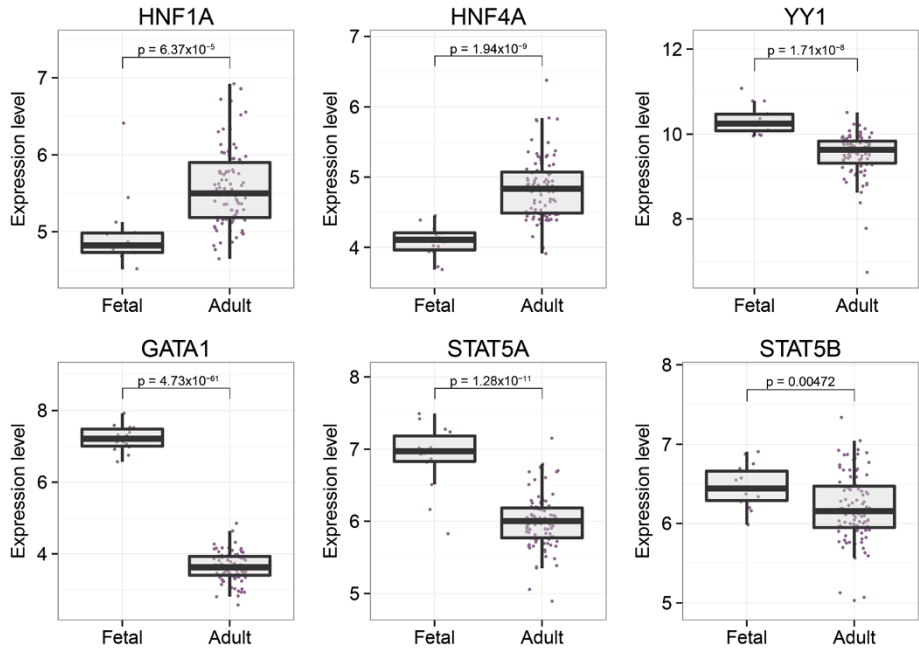 HNF1A
p = 6.37x10⁻⁵
Expression level
7
6
5
Fetal Adult
HNF4A
p = 1.94x10⁻⁹
Expression level
7
6
5
4
Fetal Adult
YY1
p = 1.71x10⁻⁸
Expression level
12
10
8
Fetal Adult
GATA1
p = 4.73x10⁻⁶¹
Expression level
8
6
4
Fetal Adult
STAT5A
p = 1.28x10⁻¹¹
Expression level
8
7
6
5
Fetal Adult
STAT5B
p = 0.00472
Expression level
8
7
6
5
Fetal Adult